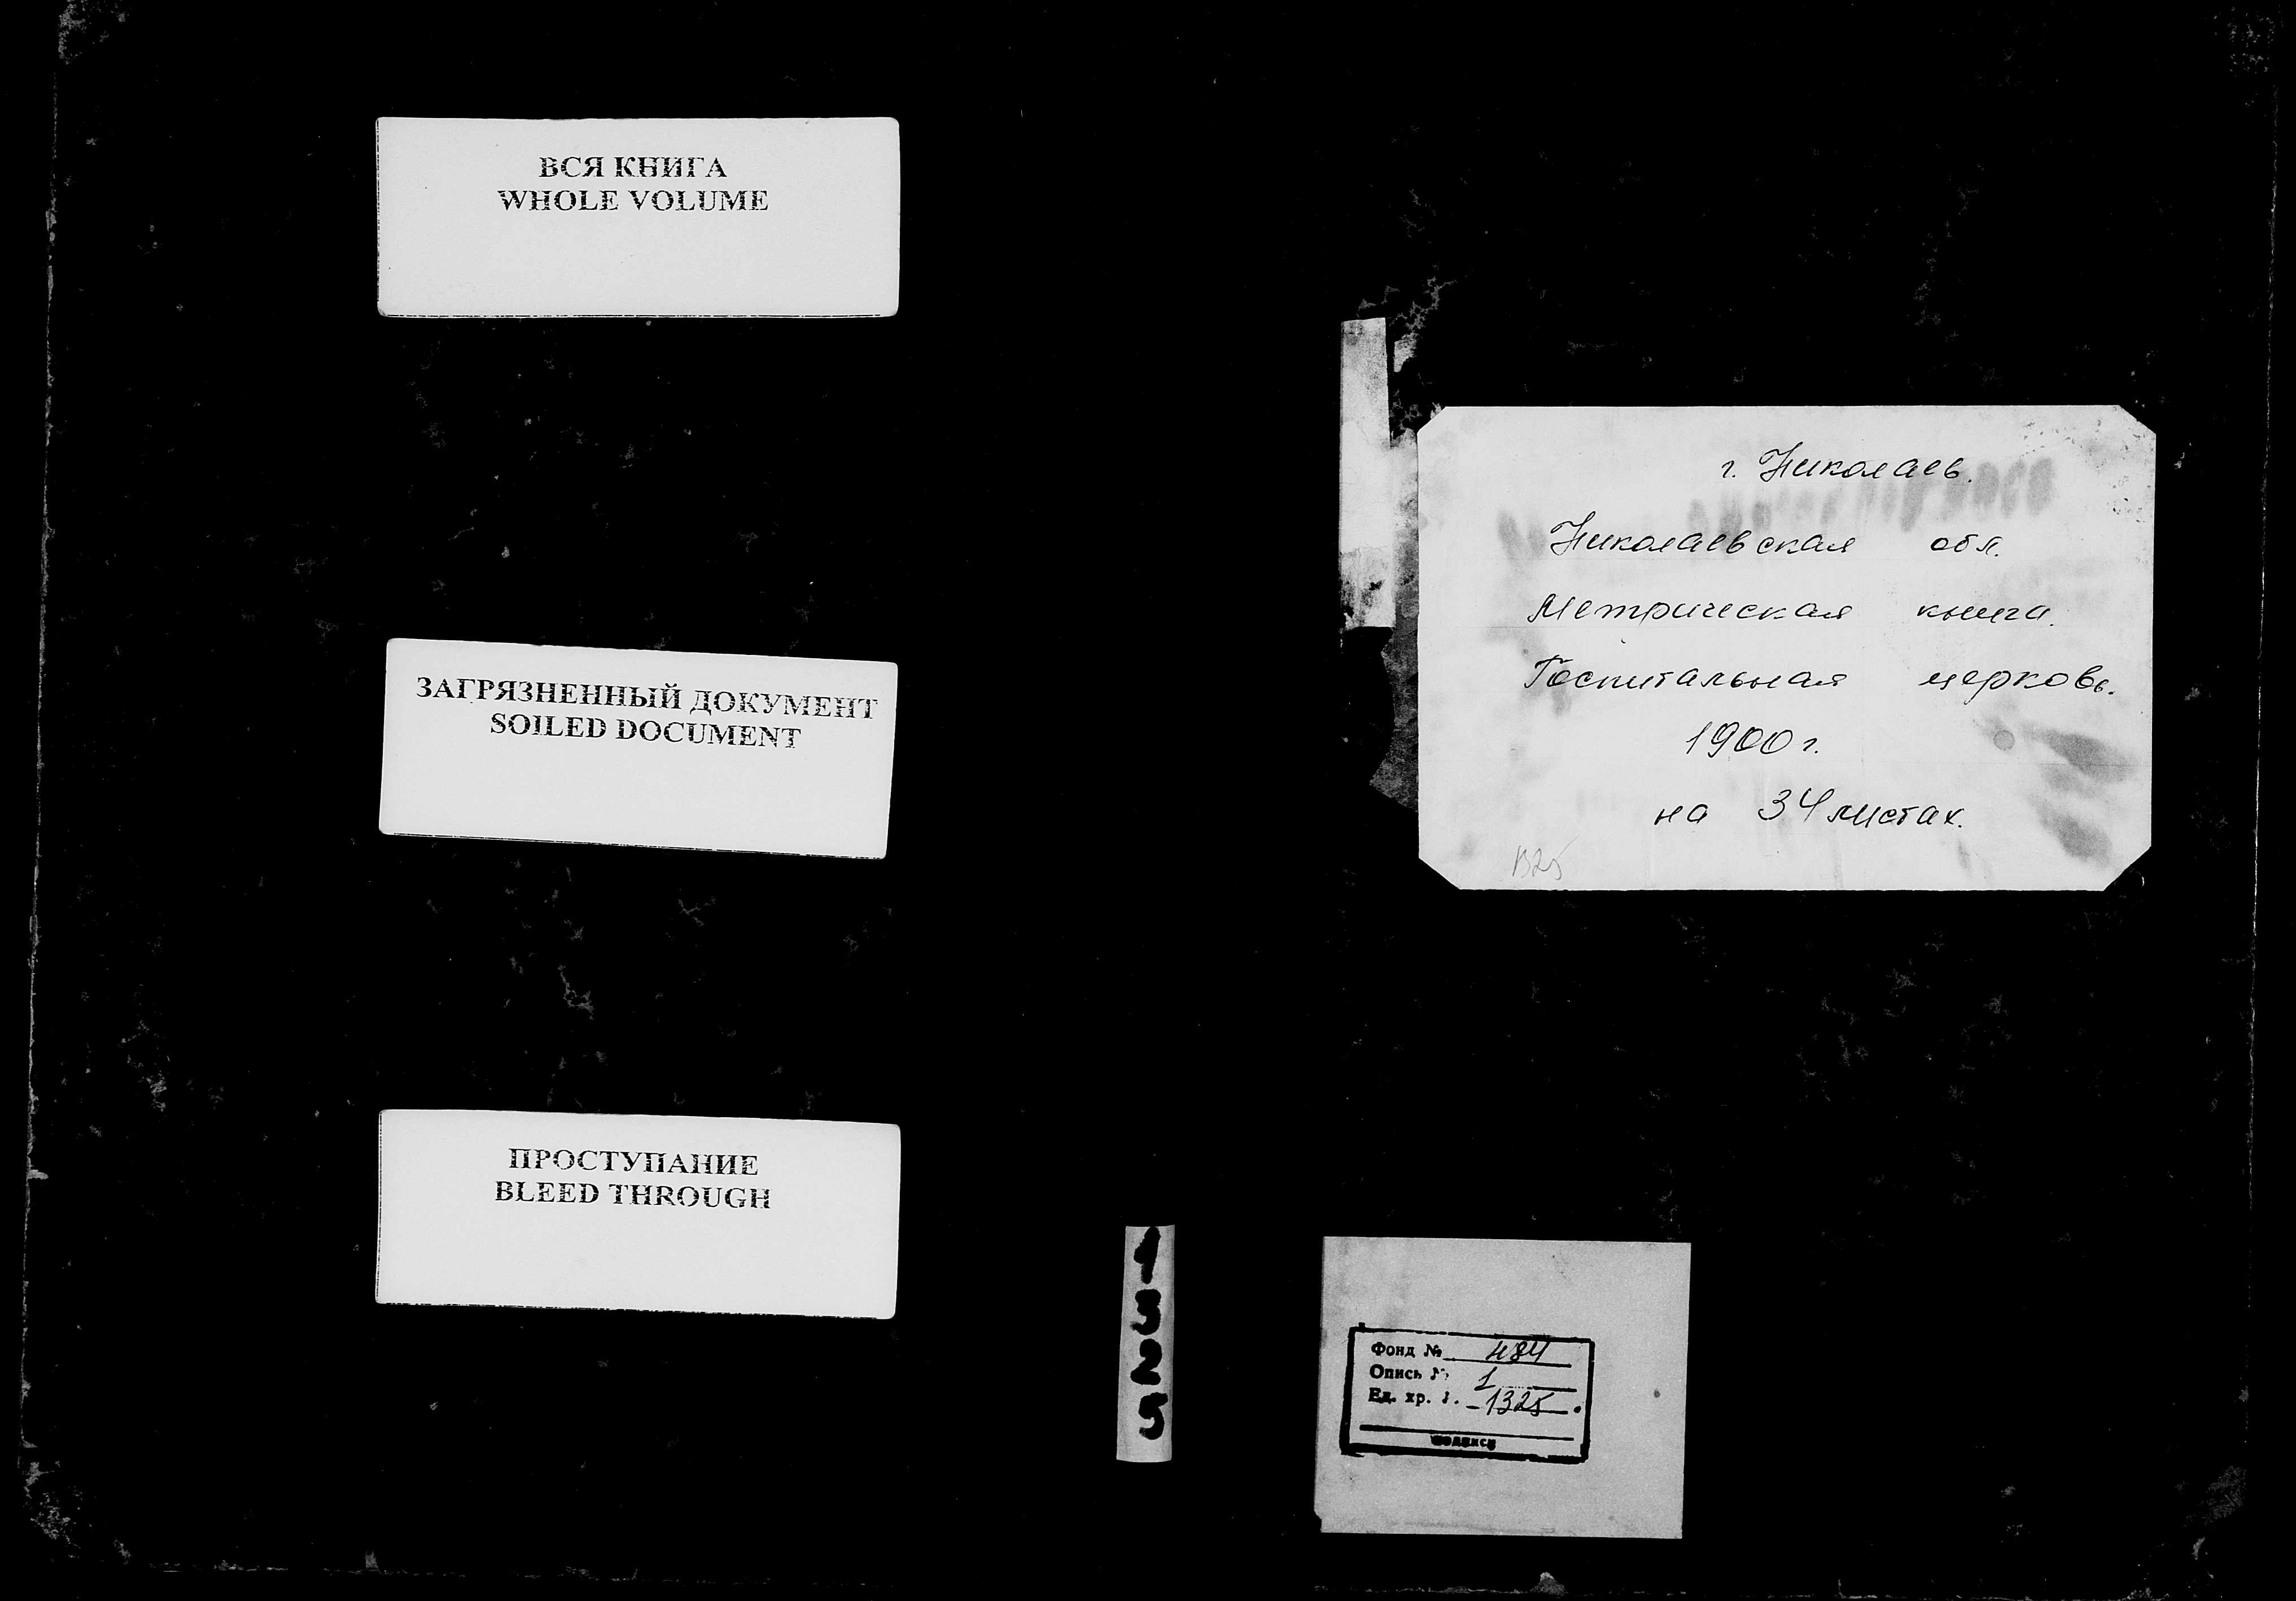 ВСЯ КНИГА
WHOLE VOLUME
ЗАГРЯЗНЕННЫЙ ДОКУМЕНТ
SOILED DOCUMENT
ПРОСТУПАНИЕ
BLEED THROUGH
1325
г. Николаев.
Николаевская обл.
Метрическая книга.
Госпитальная церковь.
1900 г.
на 34 листах.
1325
Фонд № 484
Опись № 1
Ед. хр. 1325